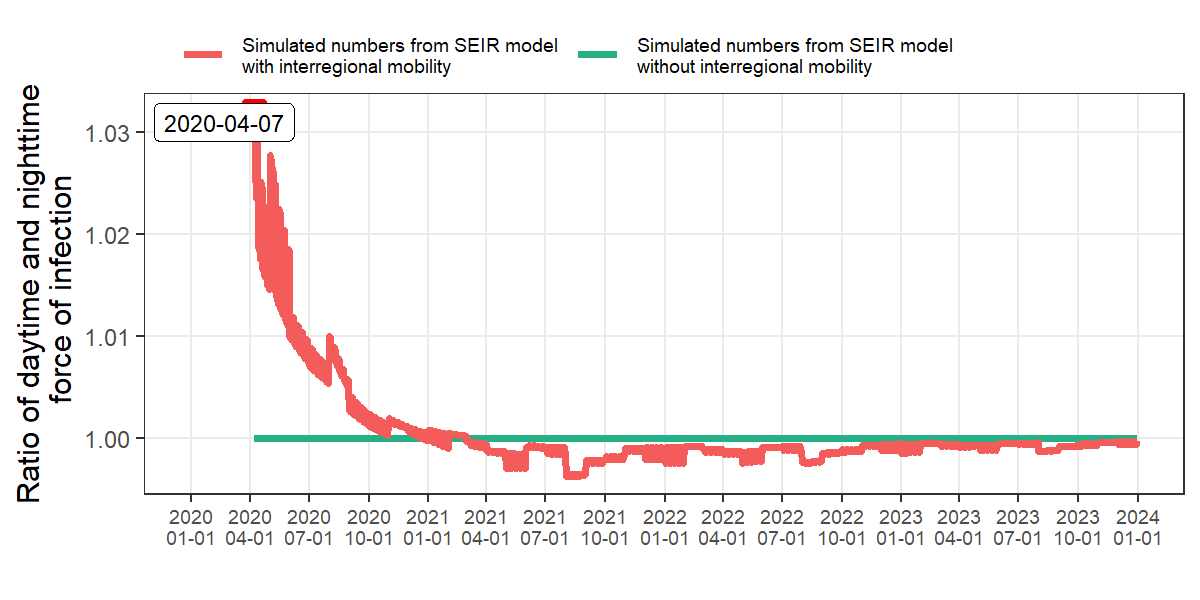 Simulated numbers from SEIR model
with interregional mobility
Simulated numbers from SEIR model
without interregional mobility
Ratio of daytime and nighttime
force of infection
2020-04-07
1.03
1.02
1.01
1.00
2020 2020 2020 2020 2021 2021 2021 2021 2022 2022 2022 2022 2023 2023 2023 2023 2024
01-01 04-01 07-01 10-01 01-01 04-01 07-01 10-01 01-01 04-01 07-01 10-01 01-01 04-01 07-01 10-01 01-01